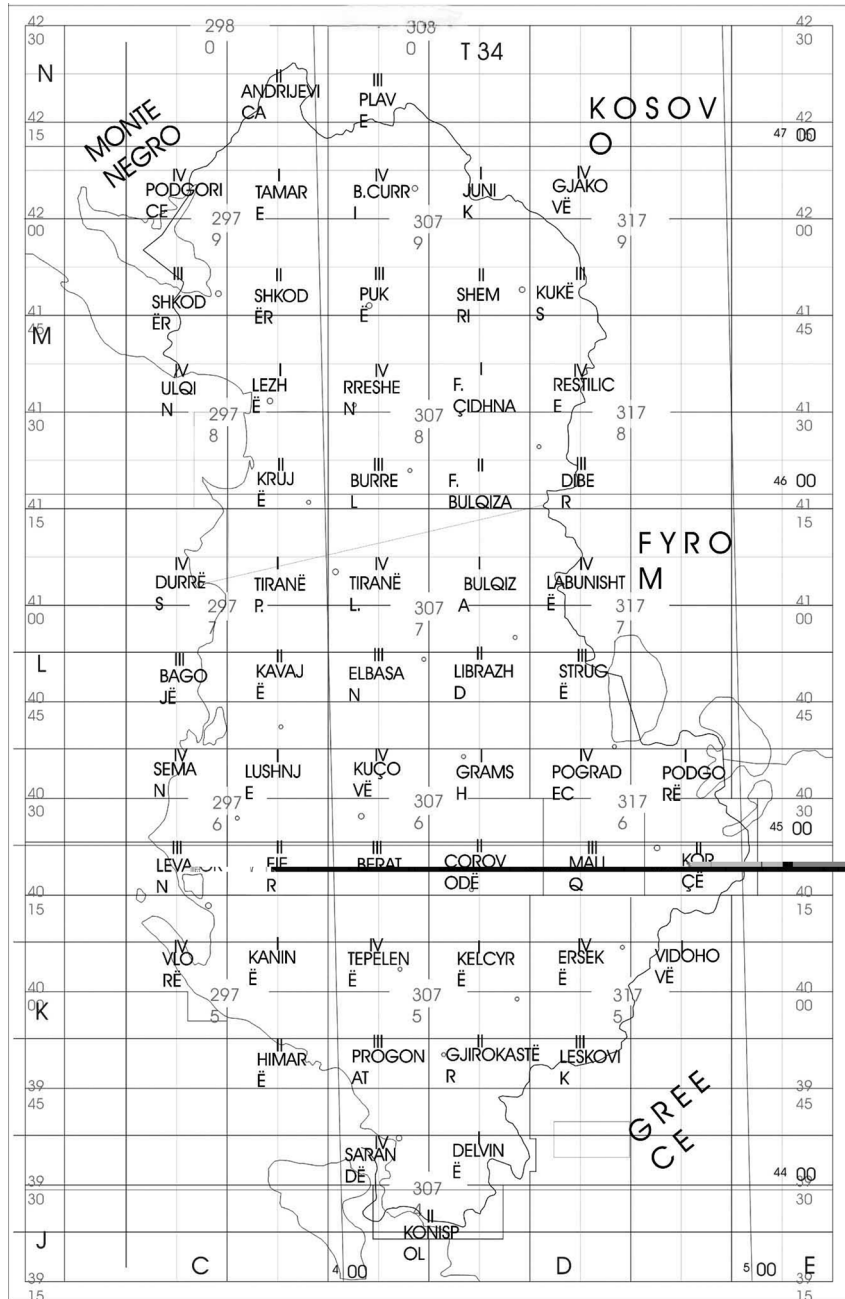 42
30
298
0
308
0
42
30
T 34
N
II
ANDRIJEVI
CA
III
PLAV
E
KOSOV
O
MONTE
NEGRO
42
15
42
15
47 00
IV
PODGORI
CE
I
TAMAR
E
IV
B.CURR
I
I
JUNI
K
IV
GJAKO
VË
42
00
297
9
307
9
317
9
42
00
III
SHKOD
ËR
II
SHKOD
ËR
III
PUK
Ë
II
SHEM
RI
III
KUKË
S
41
45
41
45
M
IV
ULQI
N
I
LEZH
Ë
IV
RRESHE
N
I
F.
ÇIDHNA
IV
RESTILIC
E
41
30
297
8
307
8
317
8
41
30
II
KRUJ
Ë
III
BURRE
L
II
F.
BULQIZA
III
DIBE
R
46 00
41
15
41
15
FYRO
M
IV
DURRË
S
I
TIRANË
P.
IV
TIRANË
L.
I
BULQIZ
A
IV
LABUNISHT
Ë
41
00
297
7
307
7
317
7
41
00
L
III
BAGO
JË
II
KAVAJ
Ë
III
ELBASA
N
II
LIBRAZH
D
III
STRUG
Ë
40
45
40
45
IV
SEMA
N
I
LUSHNJ
E
IV
KUÇO
VË
I
GRAMS
H
IV
POGRAD
EC
I
PODGO
RË
40
30
297
6
307
6
317
6
40
30
45 00
III
LEVA
N
II
FIE
R
III
BERAT
II
COROV
ODË
III
MALI
Q
II
KOR
ÇË
40
15
40
15
IV
VLO
RË
I
KANIN
Ë
IV
TEPELEN
Ë
I
KELCYR
Ë
IV
ERSEK
Ë
I
VIDOHO
VË
40
00
297
5
307
5
317
5
40
00
K
II
HIMAR
Ë
III
PROGON
AT
II
GJIROKASTË
R
III
LESKOVI
K
39
45
39
45
GREE
CE
IV
SARAN
DË
I
DELVIN
Ë
44 00
39
30
307
4
39
30
II
KONISP
OL
J
C
4 00
D
5 00
E
39
15
39
15